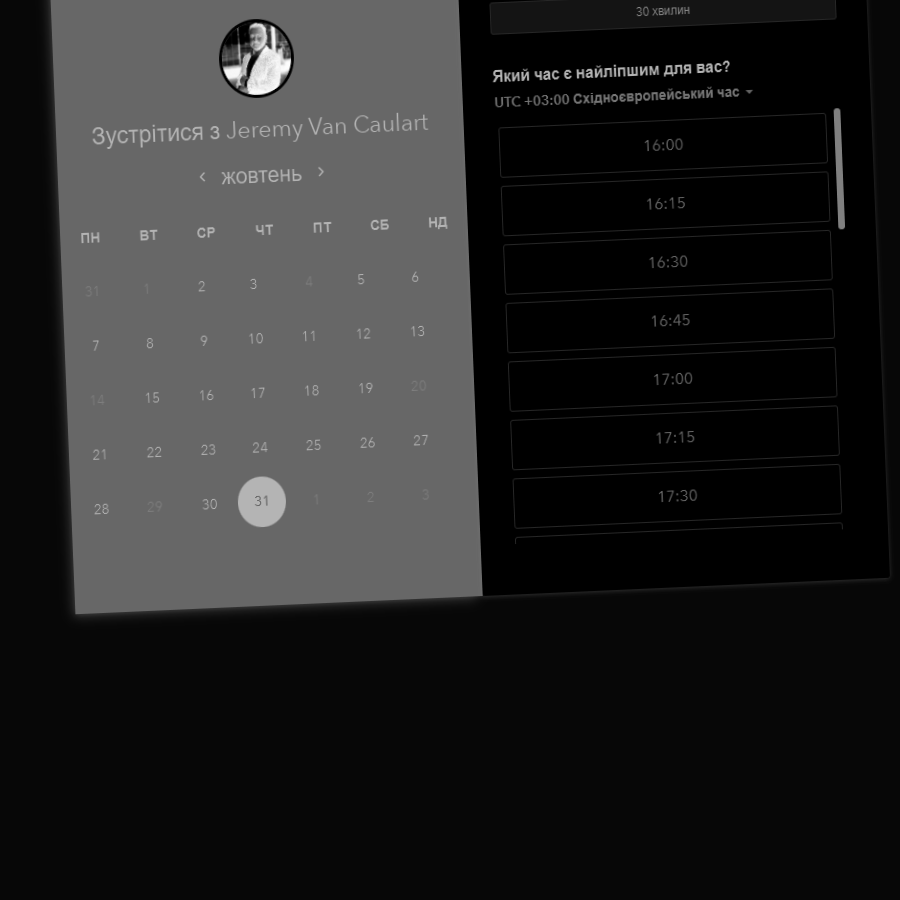 Зустрітися з Jeremy Van Caulart
жовтень
ПН ВТ СР ЧТ ПТ СБ НД
31 1 2 3 4 5 6
7 8 9 10 11 12 13
14 15 16 17 18 19 20
21 22 23 24 25 26 27
28 29 30 31 1 2 3
30 хвилин
Який час є найліпшим для вас?
UTC +03:00 Східноєвропейський час
16:00
16:15
16:30
16:45
17:00
17:15
17:30